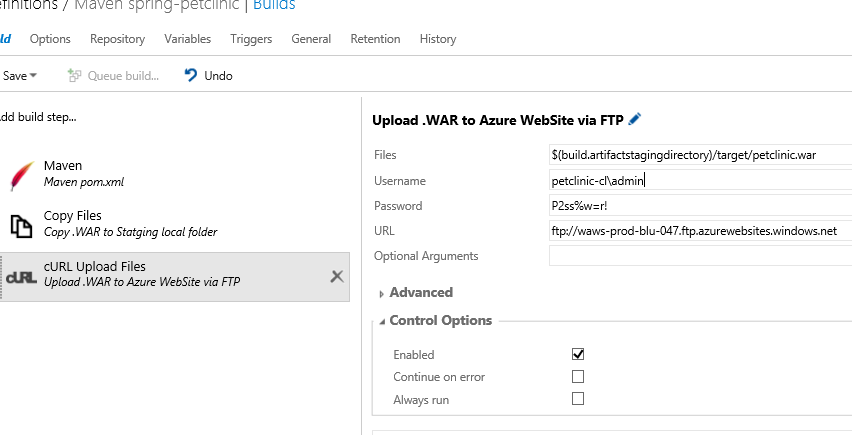 efinitions / Maven spring-petclinic | Builds
ld Options Repository Variables Triggers General Retention History
Save Queue build... Undo
dd build step...
Maven
Maven pom.xml
Copy Files
Copy .WAR to Statging local folder
cURL
cURL Upload Files
Upload .WAR to Azure WebSite via FTP
Upload .WAR to Azure WebSite via FTP
Files $(build.artifactstagingdirectory)/target/petclinic.war
Username petclinic-cl\admin
Password P2ss%w=r!
URL ftp://waws-prod-blu-047.ftp.azurewebsites.windows.net
Optional Arguments
Advanced
Control Options
Enabled
Continue on error
Always run